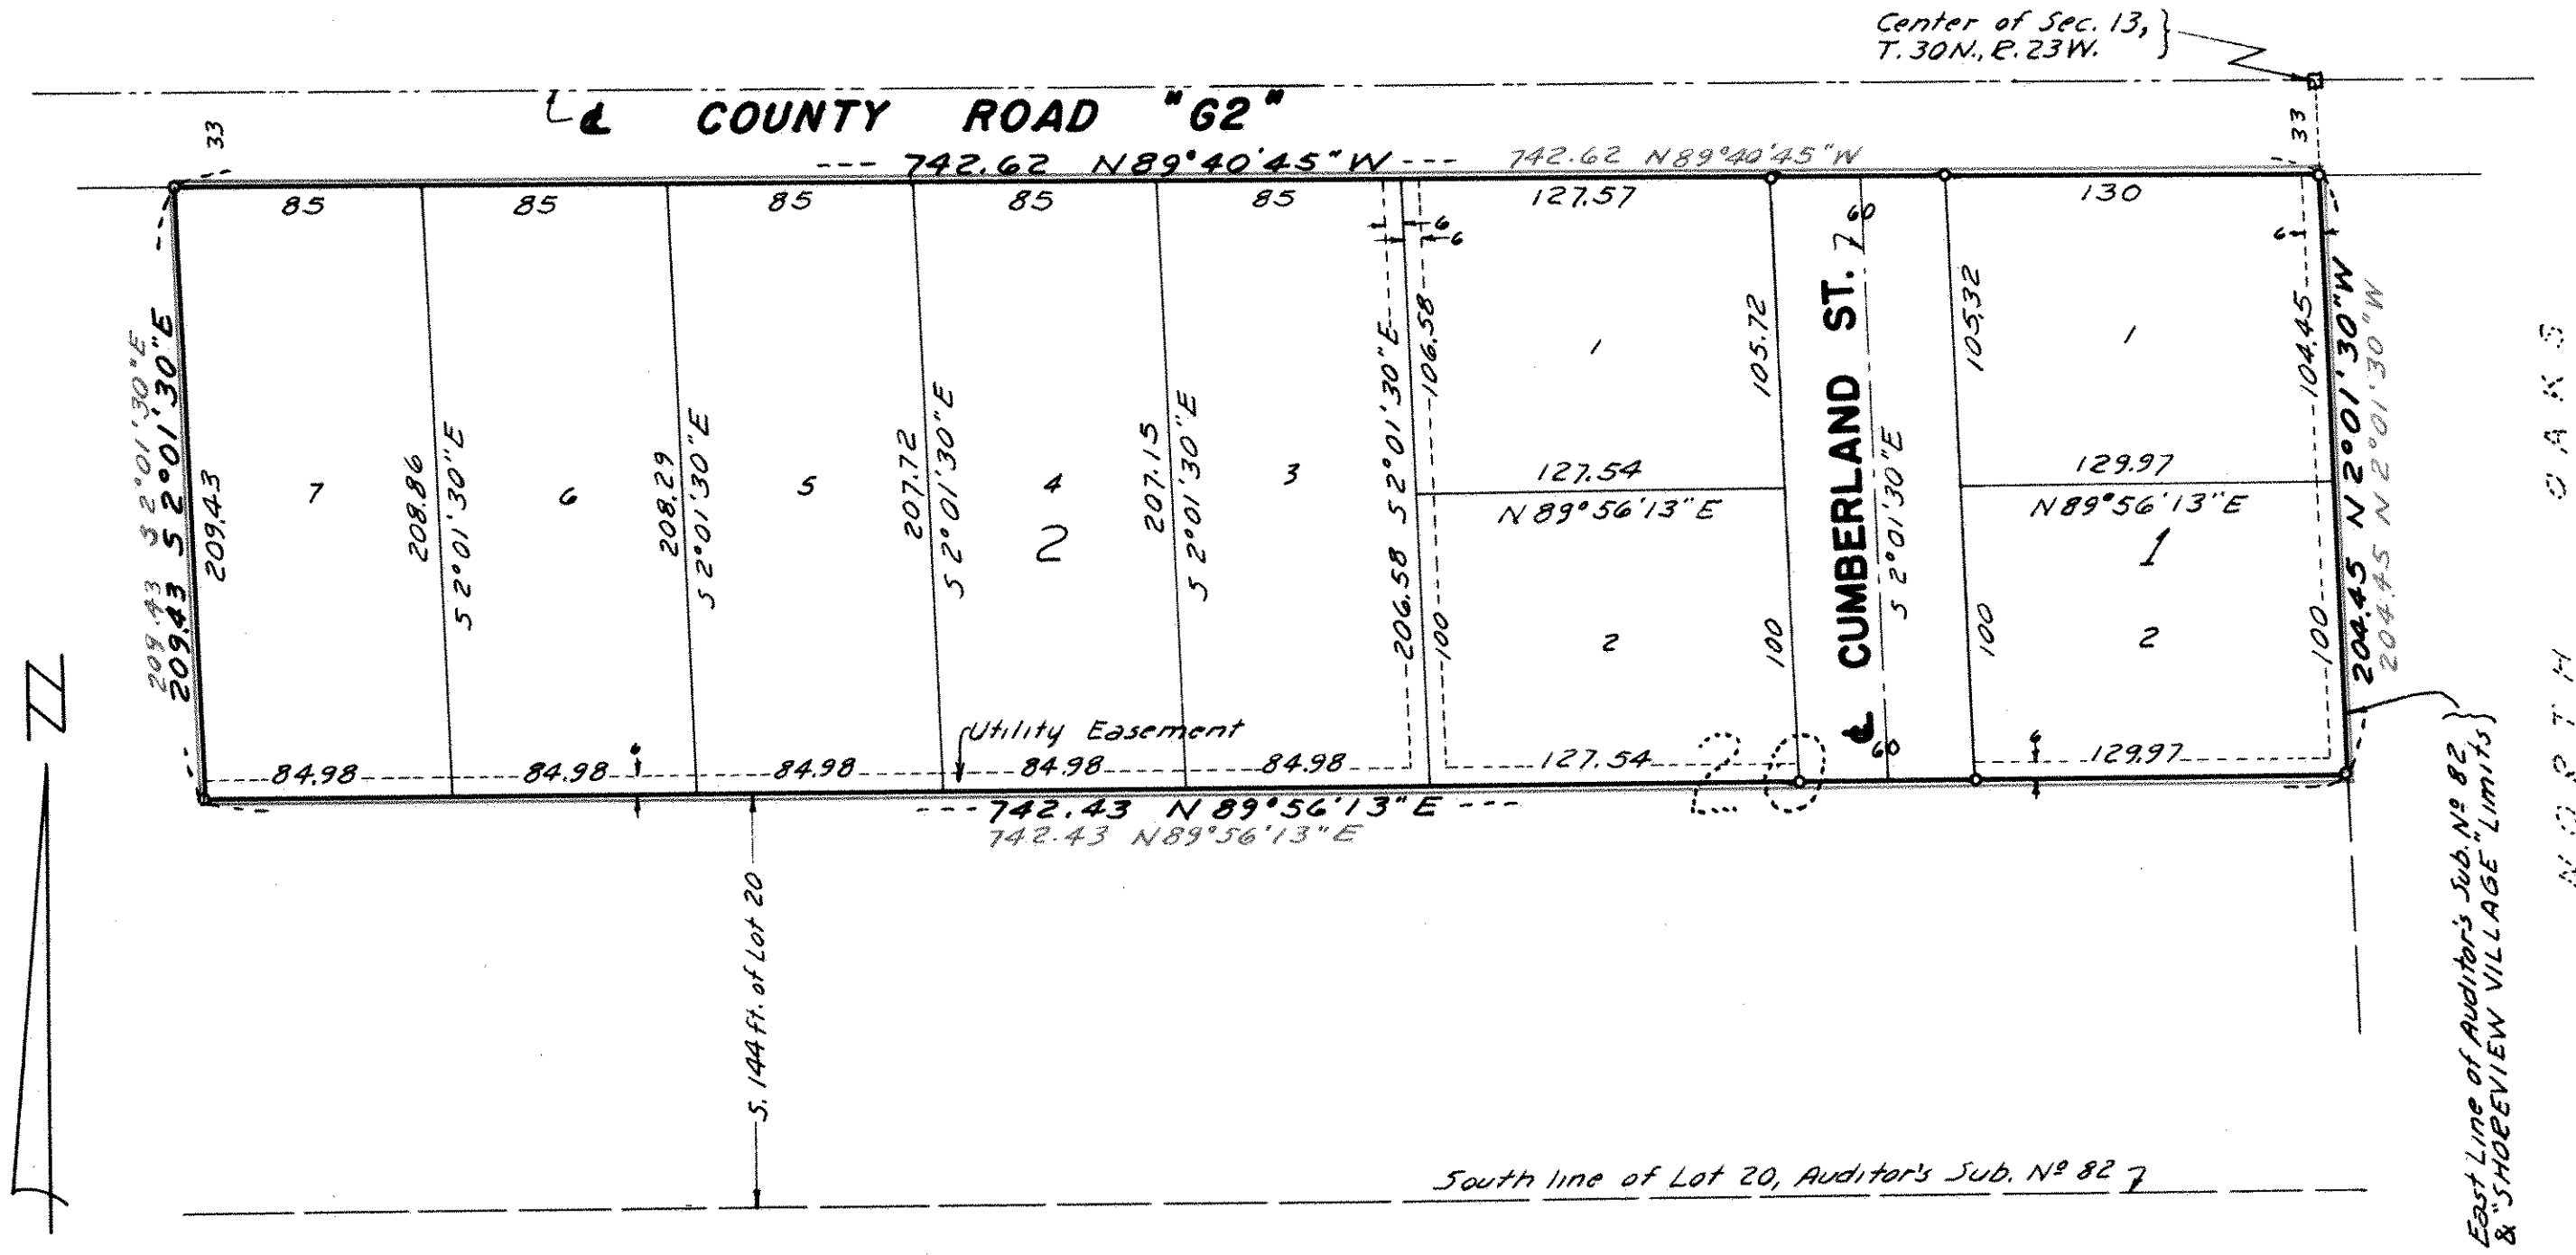 Center of Sec. 13,
T. 30N., R. 23W.
COUNTY ROAD "G2"
33
33
--- 742.62 N 89°40'45" W ---
742.62 N 89°40'45" W
85
85
85
85
85
127.57
60
130
6
6
6
209.43 S 2°01'30" E
209.43 S 2°01'30" E
209.43
7
208.86
S 2°01'30" E
6
208.29
S 2°01'30" E
5
207.72
S 2°01'30" E
4
2
207.15
S 2°01'30" E
3
206.58 S 2°01'30" E
106.58
100
1
105.72
127.54
N 89°56'13" E
2
100
CUMBERLAND ST.
S 2°01'30" E
105.32
100
1
104.45
129.97
N 89°56'13" E
1
2
100
204.45 N 2°01'30" W
204.45 N 2°01'30" W
NORTH OAKS
N
Utility Easement
84.98
84.98
6
84.98
84.98
84.98
127.54
20
60
6
129.97
--- 742.43 N 89°56'13" E ---
742.43 N 89°56'13" E
S. 144 ft. of Lot 20
East Line of Auditor's Sub. Nº 82
& "SHOREVIEW VILLAGE" Limits
South line of Lot 20, Auditor's Sub. Nº 82